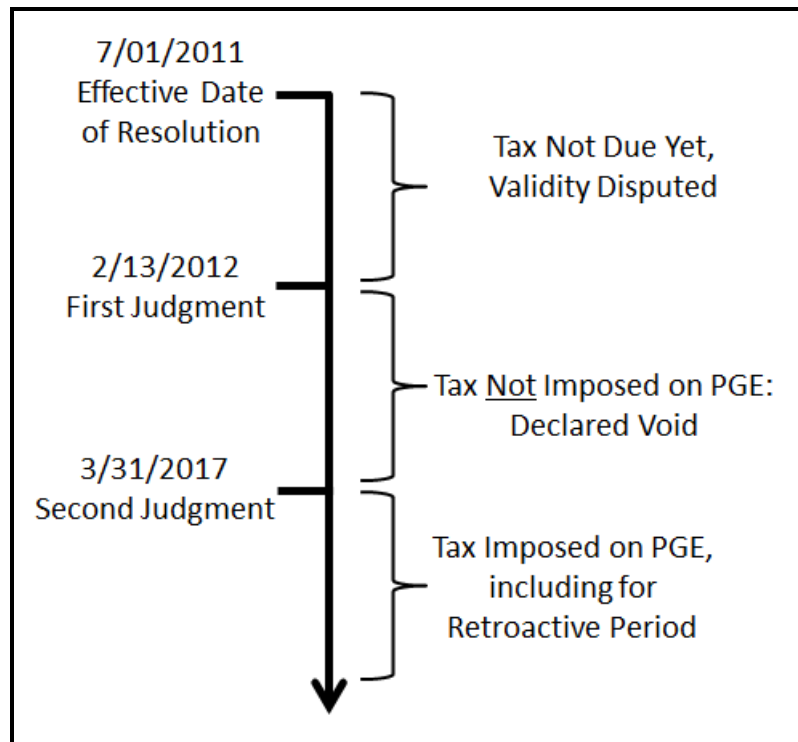 7/01/2011
Effective Date
of Resolution
Tax Not Due Yet,
Validity Disputed
2/13/2012
First Judgment
Tax Not Imposed on PGE:
Declared Void
3/31/2017
Second Judgment
Tax Imposed on PGE,
including for
Retroactive Period